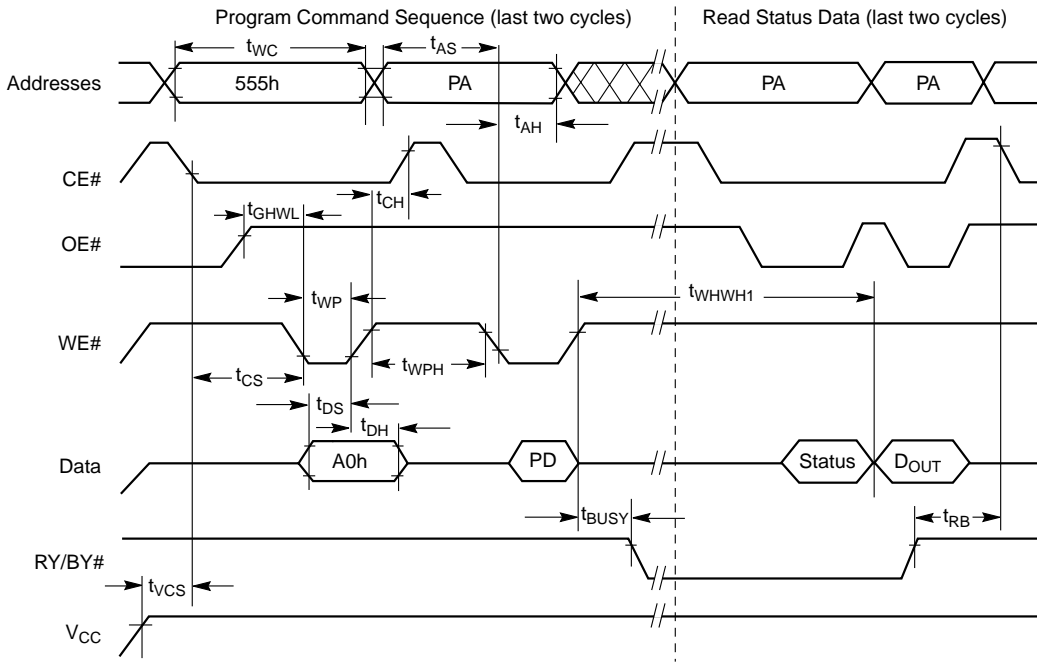 Program Command Sequence (last two cycles) Read Status Data (last two cycles)
tWC tAS
Addresses 555h PA PA PA
tAH
CE#
tCH
tGHWL
OE#
tWP tWHWH1
WE#
tWPH
tCS
tDS
tDH
Data A0h PD Status DOUT
tBUSY tRB
RY/BY#
tVCS
VCC